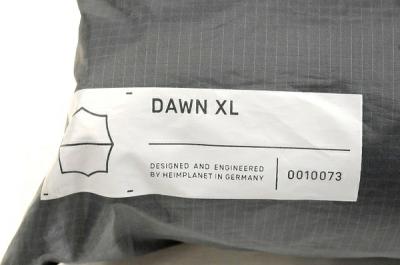 DAWN XL
DESIGNED AND ENGINEERED
BY HEIMPLANET IN GERMANY
0010073